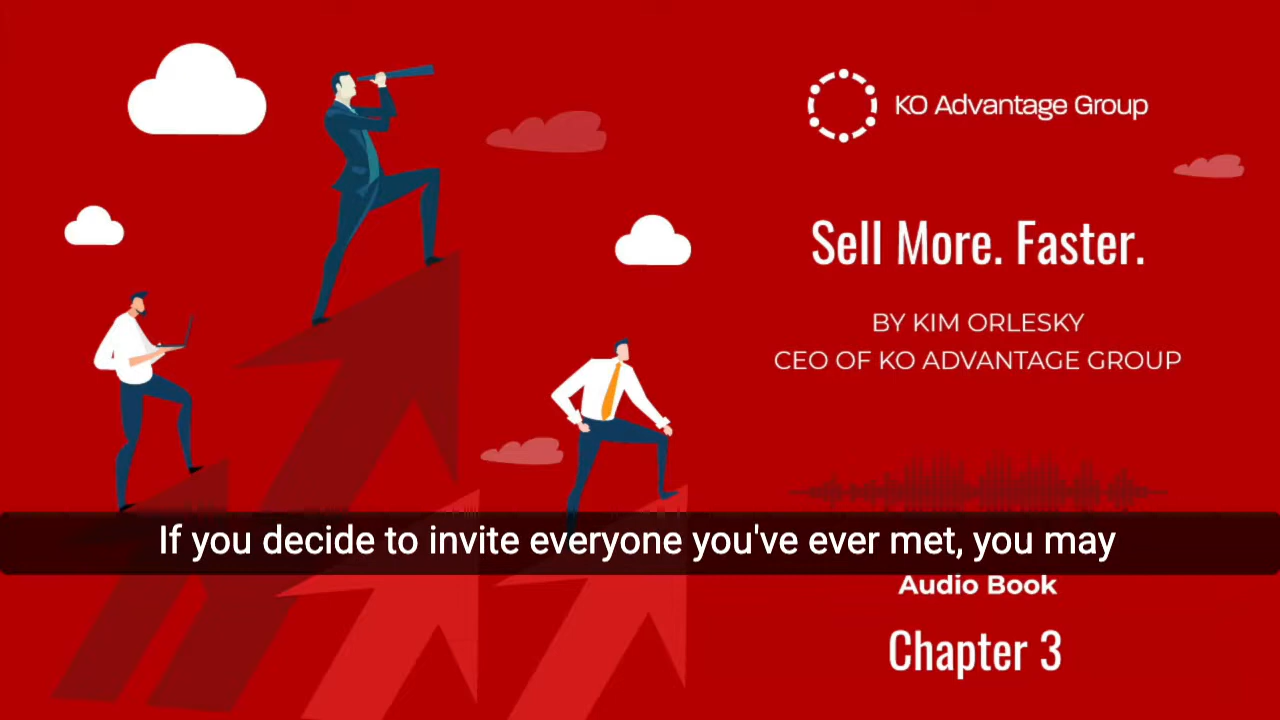 KO Advantage Group
Sell More. Faster.
BY KIM ORLESKY
CEO OF KO ADVANTAGE GROUP
If you decide to invite everyone you've ever met, you may
Audio Book
Chapter 3